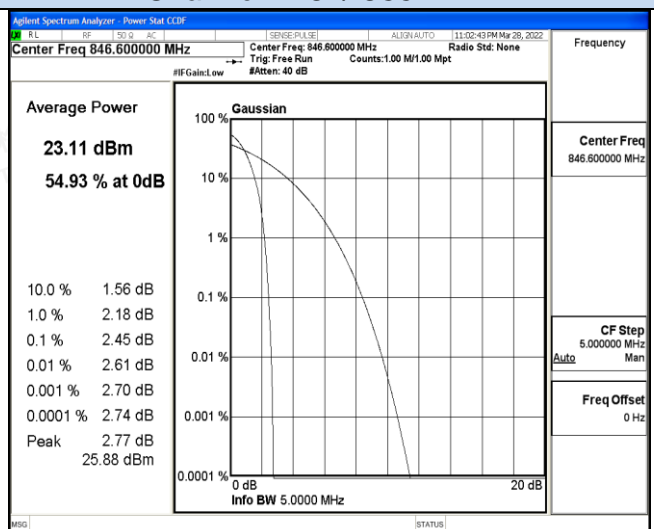 Agilent Spectrum Analyzer - Power Stat CCDF
RL RF 50 Ω AC SENSE:PULSE ALIGN AUTO 11:02:43 PM Mar 28, 2022
Center Freq 846.600000 MHz
Center Freq: 846.600000 MHz Radio Std: None
Trig: Free Run Counts:1.00 M/1.00 Mpt
#IFGain:Low #Atten: 40 dB
Frequency
Average Power
23.11 dBm
54.93 % at 0dB
10.0 % 1.56 dB
1.0 % 2.18 dB
0.1 % 2.45 dB
0.01 % 2.61 dB
0.001 % 2.70 dB
0.0001 % 2.74 dB
Peak 2.77 dB
25.88 dBm
Gaussian
100 %
10 %
1 %
0.1 %
0.01 %
0.001 %
0.0001 %
0 dB 20 dB
Info BW 5.0000 MHz
Center Freq
846.600000 MHz
CF Step
5.000000 MHz
Auto Man
Freq Offset
0 Hz
MSG STATUS